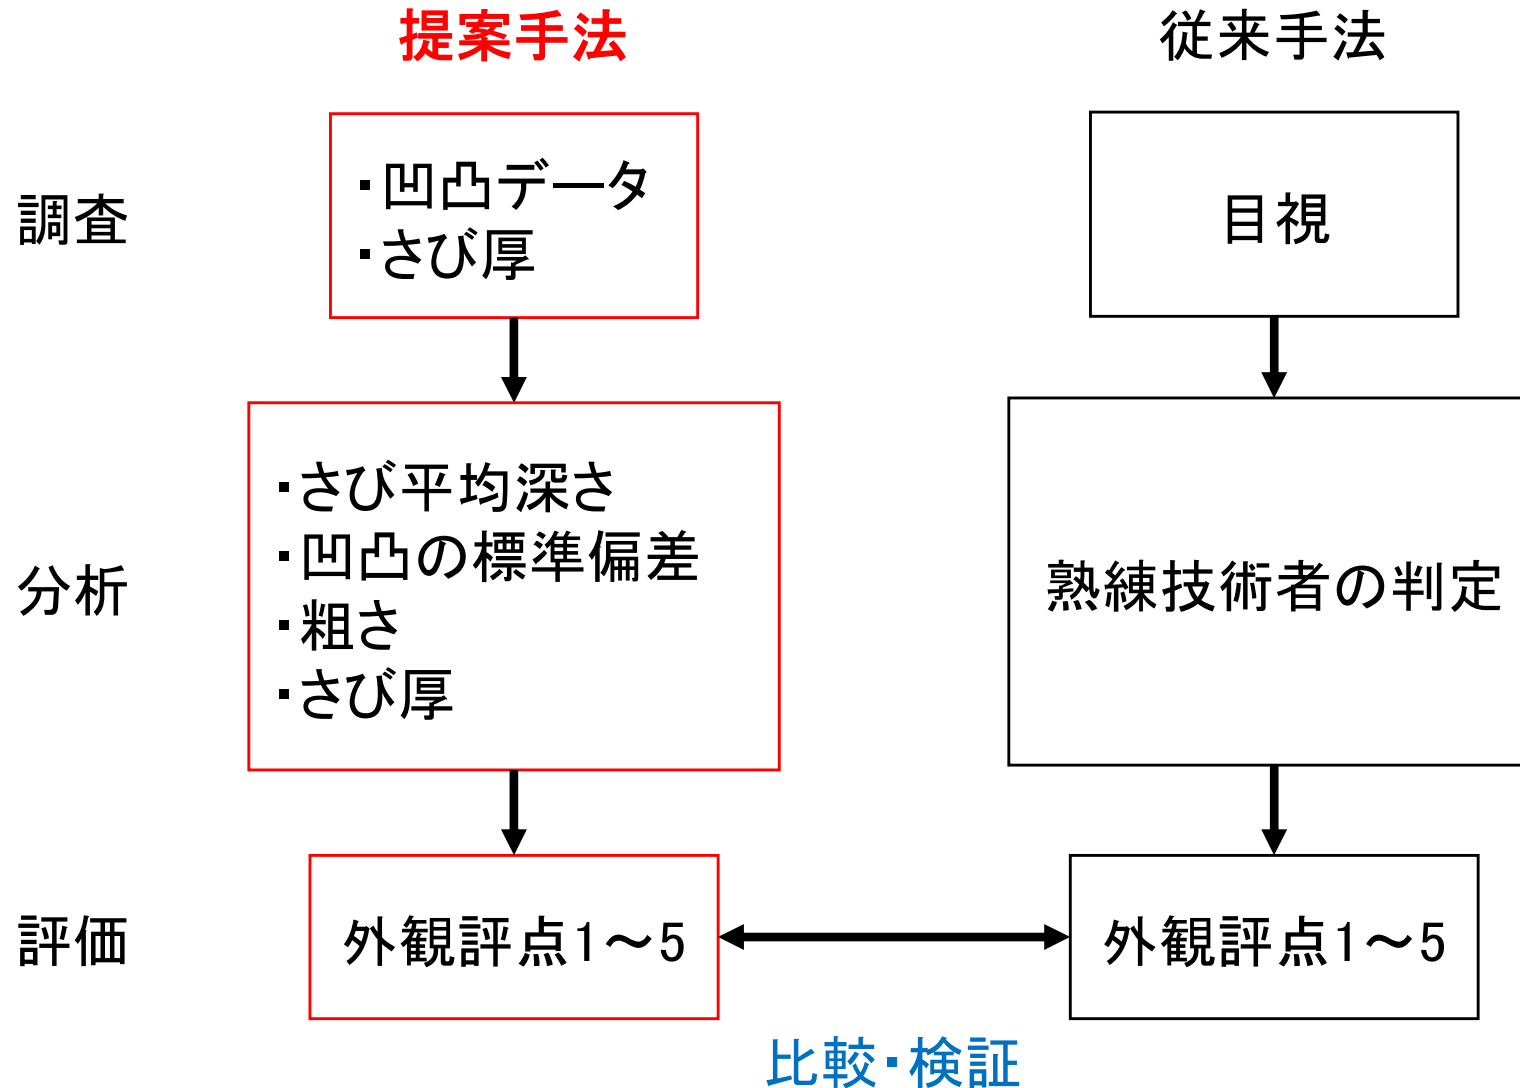 提案手法
従来手法
調査
・凹凸データ
・さび厚
目視
分析
・さび平均深さ
・凹凸の標準偏差
・粗さ
・さび厚
熟練技術者の判定
評価
外観評点1～5
外観評点1～5
比較・検証